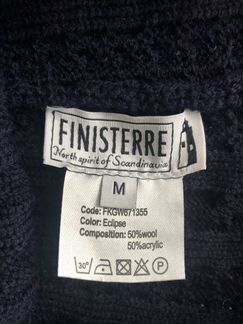 FINISTERRE
North spirit of Scandinavia
M
Code: FKGW671355
Color: Eclipse
Composition: 50%wool
50%acrylic
30°
P